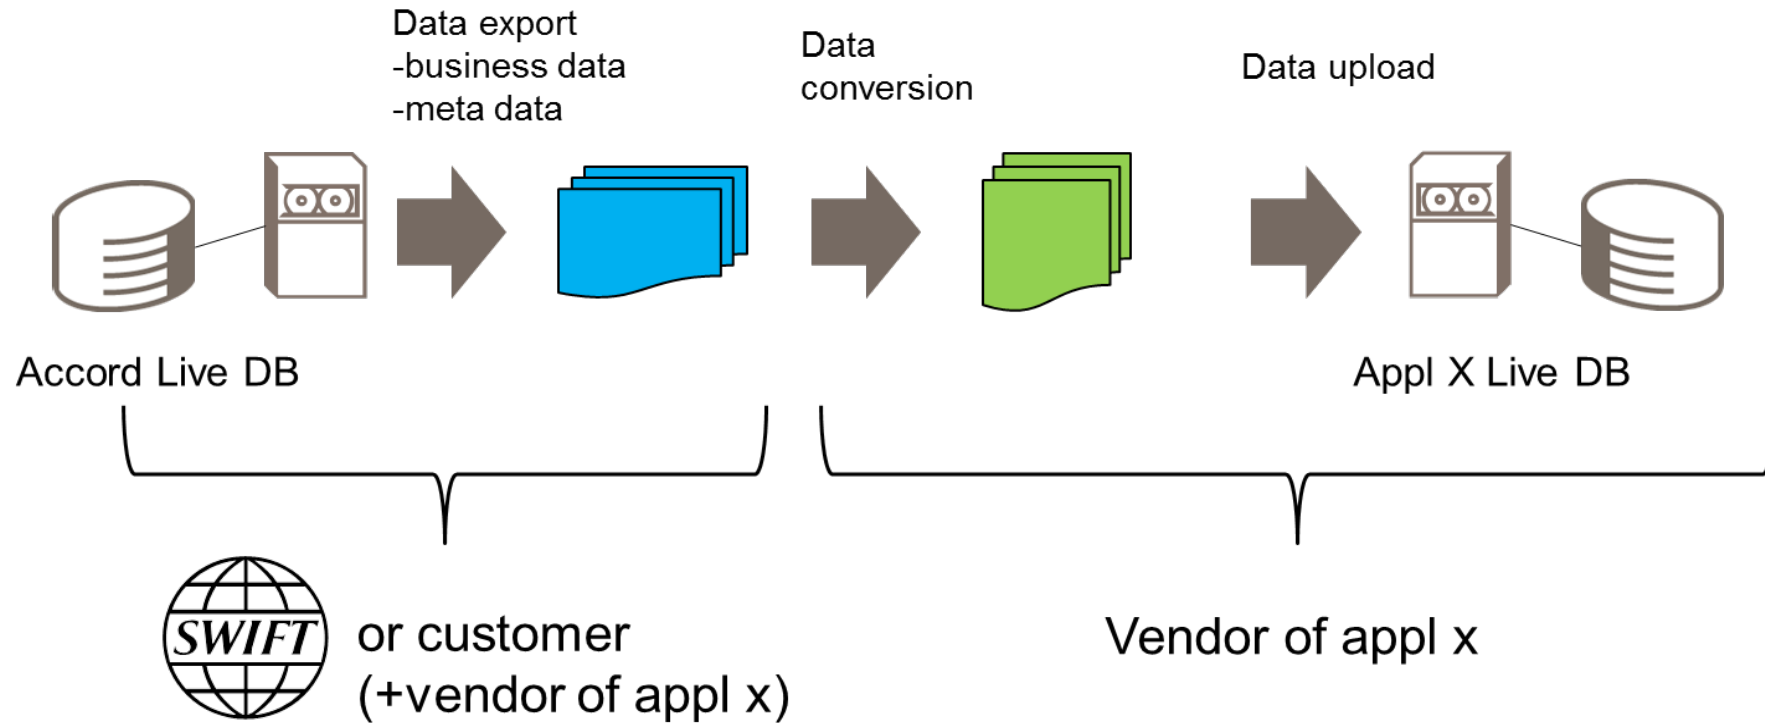 Data export
-business data
-meta data
Data
conversion
Data upload
Accord Live DB
Appl X Live DB
SWIFT
or customer
(+vendor of appl x)
Vendor of appl x